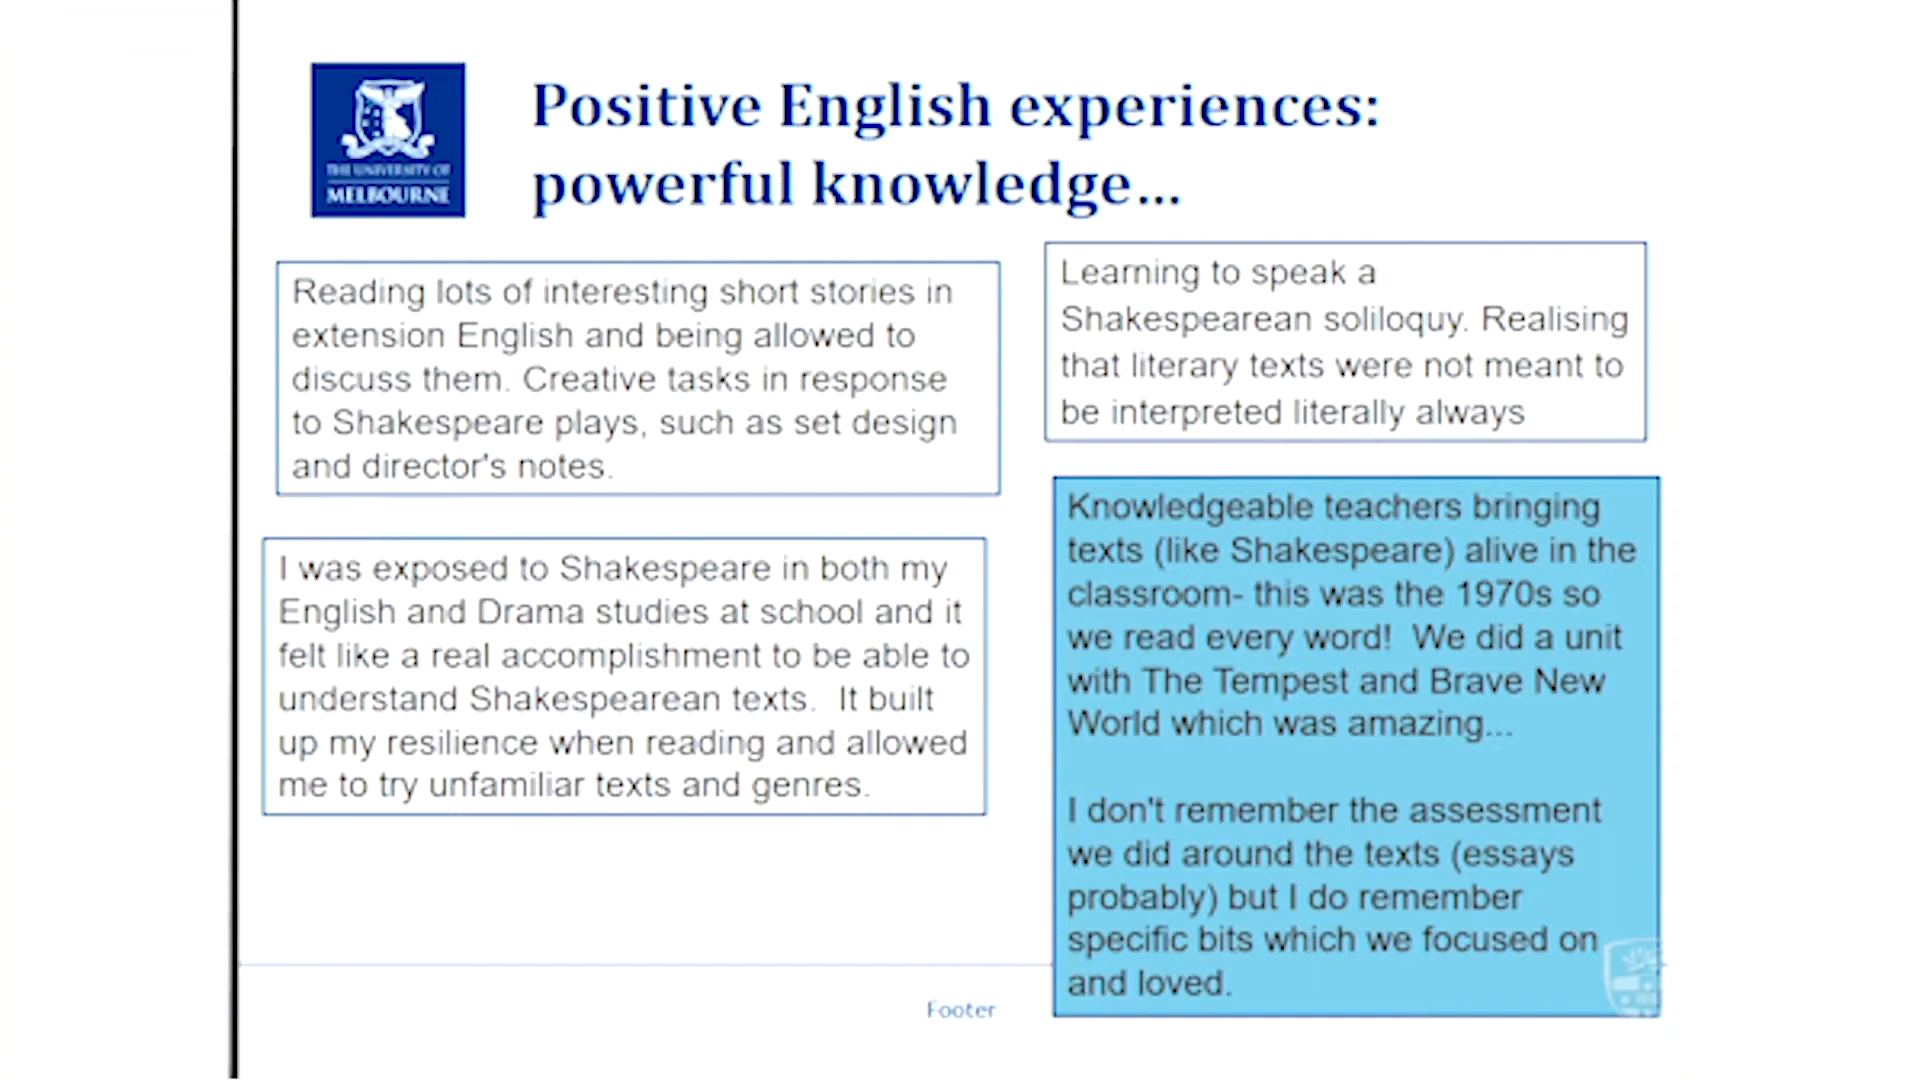 THE UNIVERSITY OF
MELBOURNE
Positive English experiences:
powerful knowledge...
Reading lots of interesting short stories in
extension English and being allowed to
discuss them. Creative tasks in response
to Shakespeare plays, such as set design
and director's notes.
I was exposed to Shakespeare in both my
English and Drama studies at school and it
felt like a real accomplishment to be able to
understand Shakespearean texts.  It built
up my resilience when reading and allowed
me to try unfamiliar texts and genres.
Learning to speak a
Shakespearean soliloquy. Realising
that literary texts were not meant to
be interpreted literally always
Knowledgeable teachers bringing
texts (like Shakespeare) alive in the
classroom- this was the 1970s so
we read every word!  We did a unit
with The Tempest and Brave New
World which was amazing...
I don't remember the assessment
we did around the texts (essays
probably) but I do remember
specific bits which we focused on
and loved.
Footer